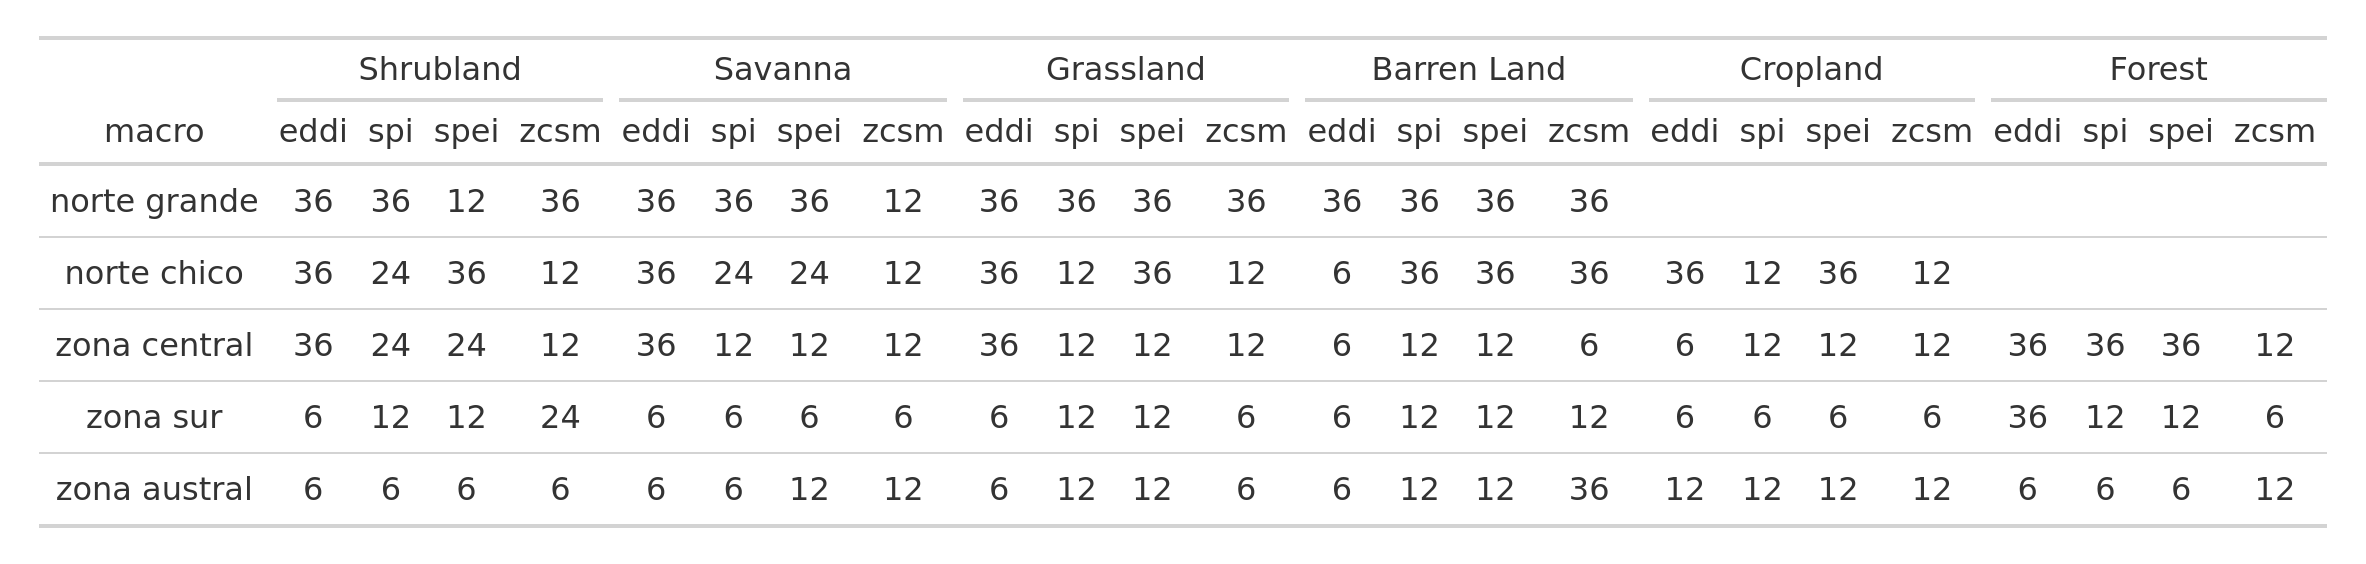 Shrubland Savanna Grassland Barren Land Cropland Forest
macro eddi spi spei zcsm eddi spi spei zcsm eddi spi spei zcsm eddi spi spei zcsm eddi spi spei zcsm eddi spi spei zcsm
norte grande 36 36 12 36 36 36 36 12 36 36 36 36 36 36 36 36
norte chico 36 24 36 12 36 24 24 12 36 12 36 12 6 36 36 36 36 12 36 12
zona central 36 24 24 12 36 12 12 12 36 12 12 12 6 12 12 6 6 12 12 12 36 36 36 12
zona sur 6 12 12 24 6 6 6 6 6 12 12 6 6 12 12 12 6 6 6 6 36 12 12 6
zona austral 6 6 6 6 6 6 12 12 6 12 12 6 6 12 12 36 12 12 12 12 6 6 6 12